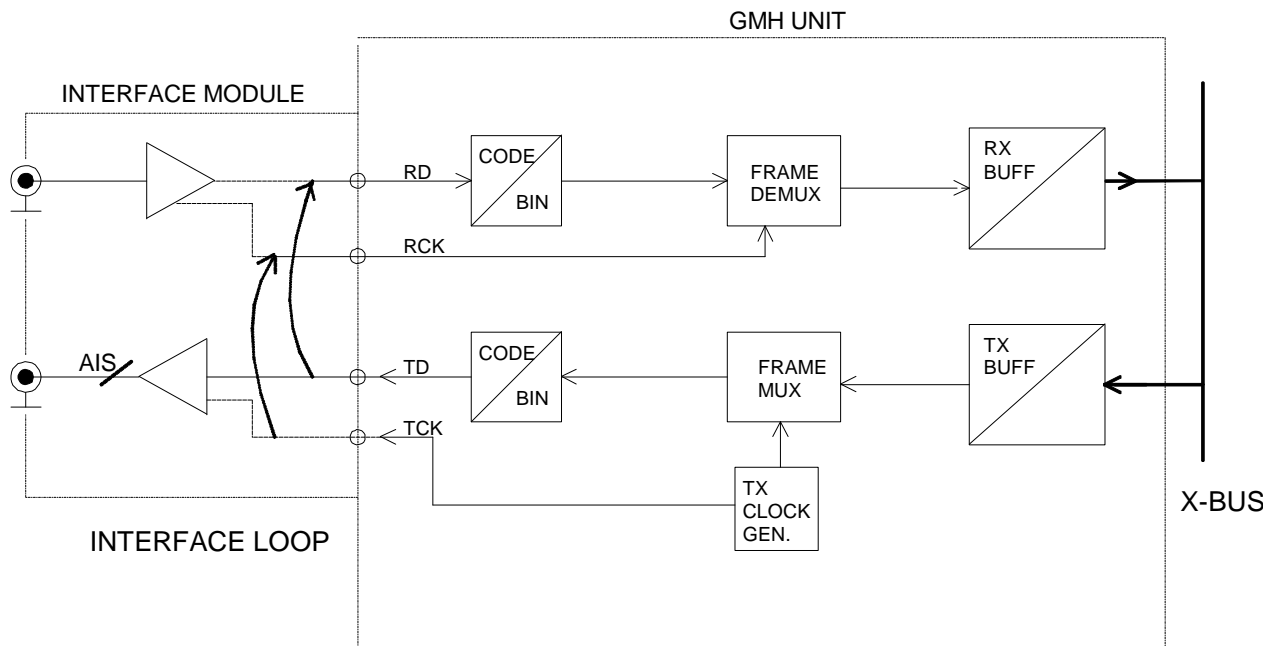 GMH UNIT
INTERFACE MODULE
RD
CODE
BIN
FRAME
DEMUX
RX
BUFF
RCK
AIS
TD
CODE
BIN
FRAME
MUX
TX
BUFF
TCK
TX
CLOCK
GEN.
X-BUS
INTERFACE LOOP